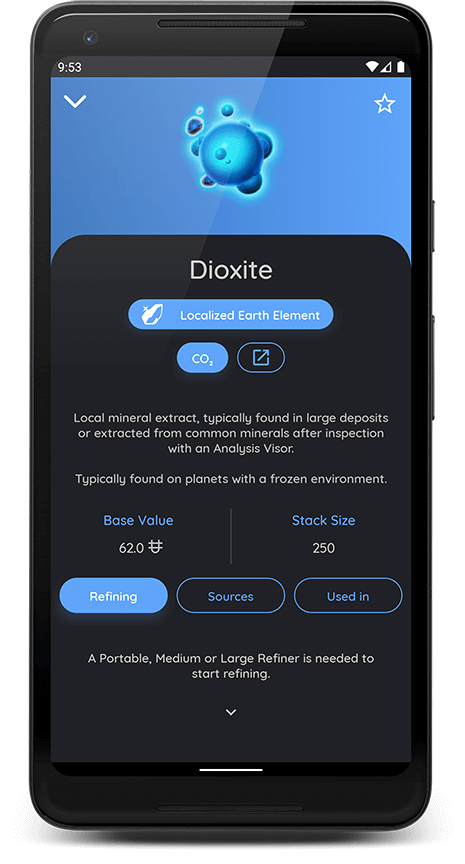 9:53
Dioxite
Localized Earth Element
CO₂
Local mineral extract, typically found in large deposits
or extracted from common minerals after inspection
with an Analysis Visor.
Typically found on planets with a frozen environment.
Base Value
Stack Size
62.0
250
Refining
Sources
Used in
A Portable, Medium or Large Refiner is needed to
start refining.